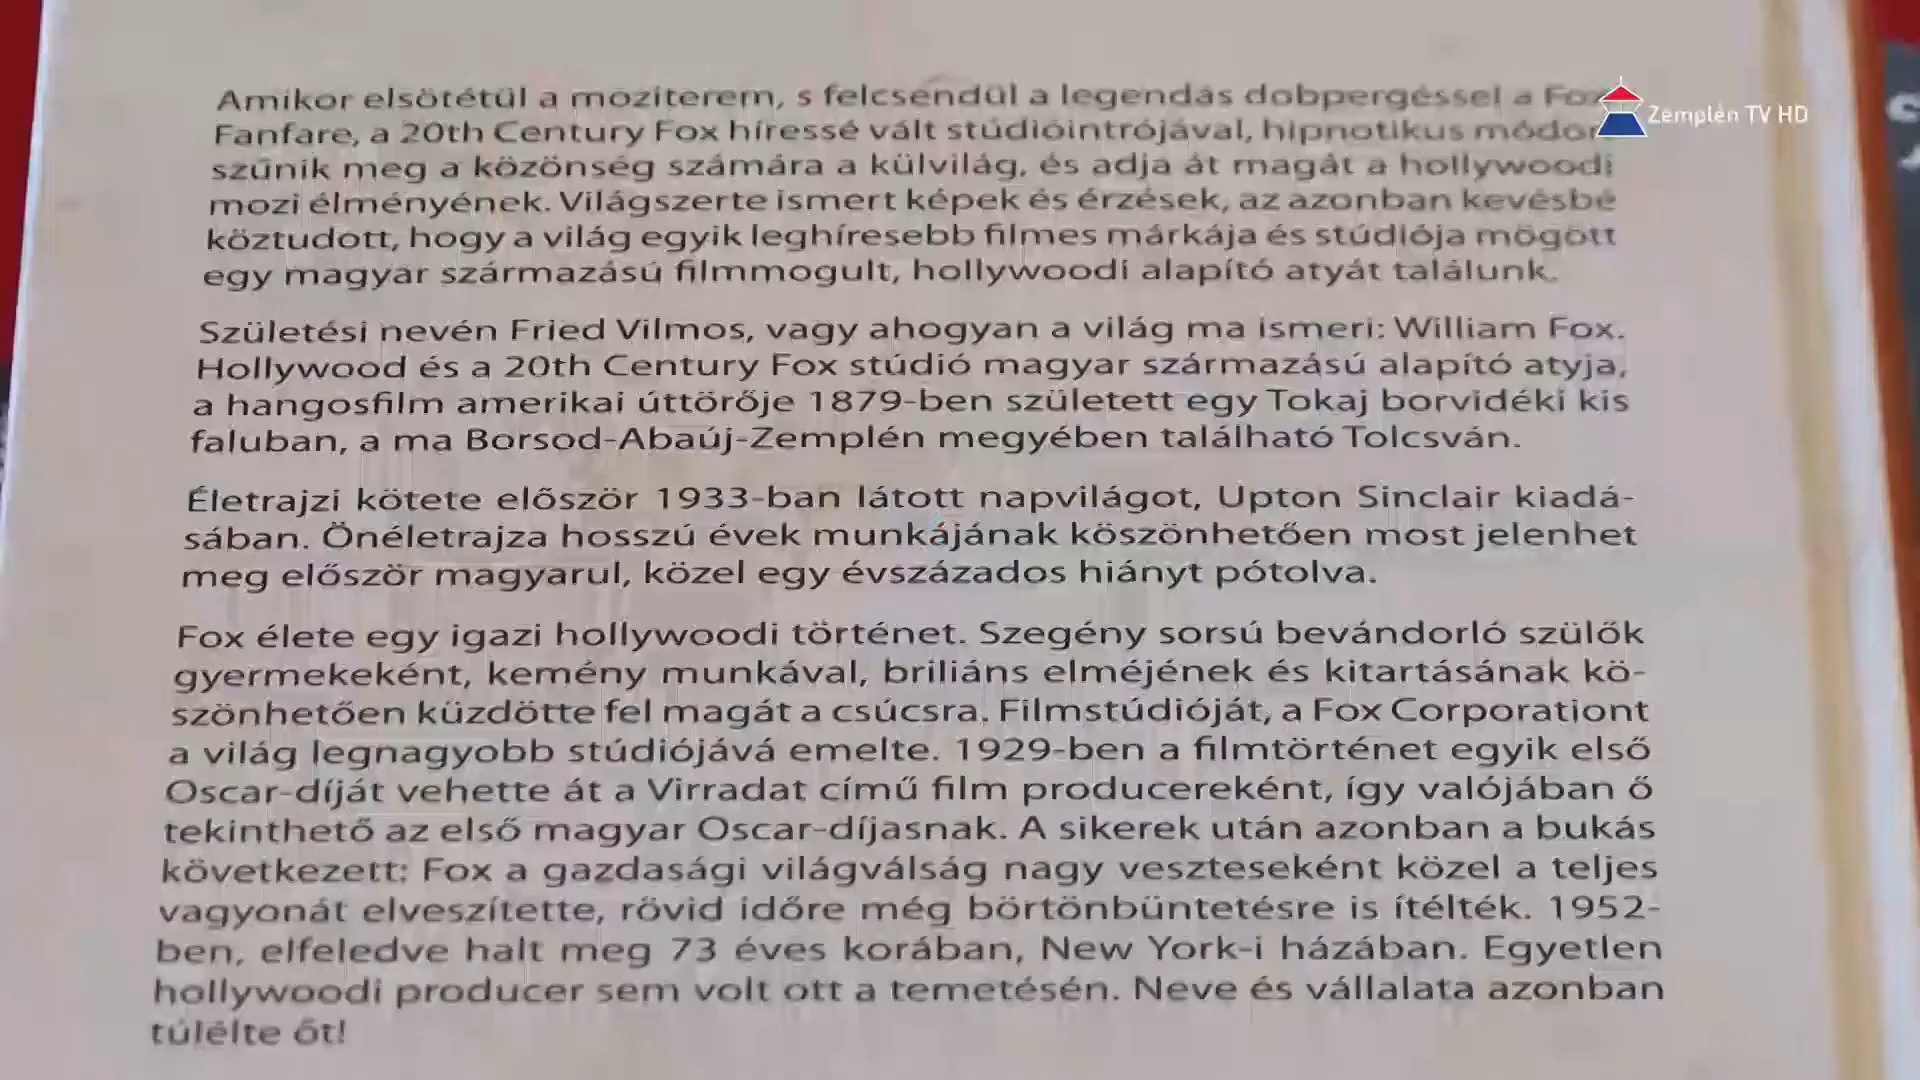 Amikor elsötétül a moziterem, s felcsendül a legendás dobpergéssel a Fox
Zemplén TV HD
Fanfare, a 20th Century Fox híressé vált stúdióintrójával, hipnotikus módon
szűnik meg a közönség számára a külvilág, és adja át magát a hollywoodi
mozi élményének. Világszerte ismert képek és érzések, az azonban kevésbé
köztudott, hogy a világ egyik leghíresebb filmes márkája és stúdiója mögött
egy magyar származású filmmogult, hollywoodi alapító atyát találunk.
Születési nevén Fried Vilmos, vagy ahogyan a világ ma ismeri: William Fox.
Hollywood és a 20th Century Fox stúdió magyar származású alapító atyja,
a hangosfilm amerikai úttörője 1879-ben született egy Tokaj borvidéki kis
faluban, a ma Borsod-Abaúj-Zemplén megyében található Tolcsván.
Életrajzi kötete először 1933-ban látott napvilágot, Upton Sinclair kiadá-
sában. Önéletrajza hosszú évek munkájának köszönhetően most jelenhet
meg először magyarul, közel egy évszázados hiányt pótolva.
Fox élete egy igazi hollywoodi történet. Szegény sorsú bevándorló szülők
gyermekeként, kemény munkával, briliáns elméjének és kitartásának kö-
szönhetően küzdötte fel magát a csúcsra. Filmstúdióját, a Fox Corporationt
a világ legnagyobb stúdiójává emelte. 1929-ben a filmtörténet egyik első
Oscar-díját vehette át a Virradat című film producereként, így valójában ő
tekinthető az első magyar Oscar-díjasnak. A sikerek után azonban a bukás
következett: Fox a gazdasági világválság nagy veszteseként közel a teljes
vagyonát elveszítette, rövid időre még börtönbüntetésre is ítélték. 1952-
ben, elfeledve halt meg 73 éves korában, New York-i házában. Egyetlen
hollywoodi producer sem volt ott a temetésén. Neve és vállalata azonban
túlélte őt!